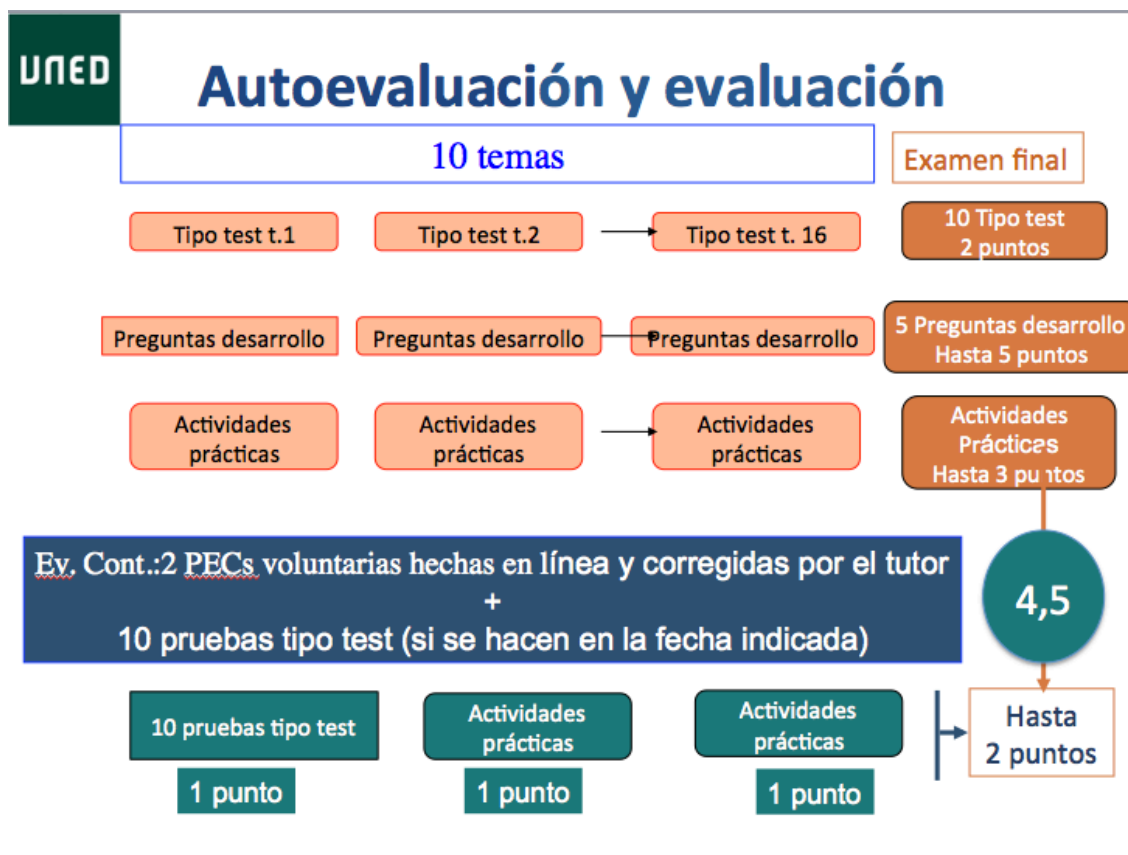 UNED
Autoevaluación y evaluación
10 temas
Examen final
Tipo test t.1
Tipo test t.2
Tipo test t. 16
10 Tipo test
2 puntos
Preguntas desarrollo
Preguntas desarrollo
Preguntas desarrollo
5 Preguntas desarrollo
Hasta 5 puntos
Actividades
prácticas
Actividades
prácticas
Actividades
prácticas
Actividades
Prácticas
Hasta 3 puntos
Ev. Cont.:2 PECs voluntarias hechas en línea y corregidas por el tutor
+
10 pruebas tipo test (si se hacen en la fecha indicada)
4,5
10 pruebas tipo test
Actividades
prácticas
Actividades
prácticas
Hasta
2 puntos
1 punto
1 punto
1 punto